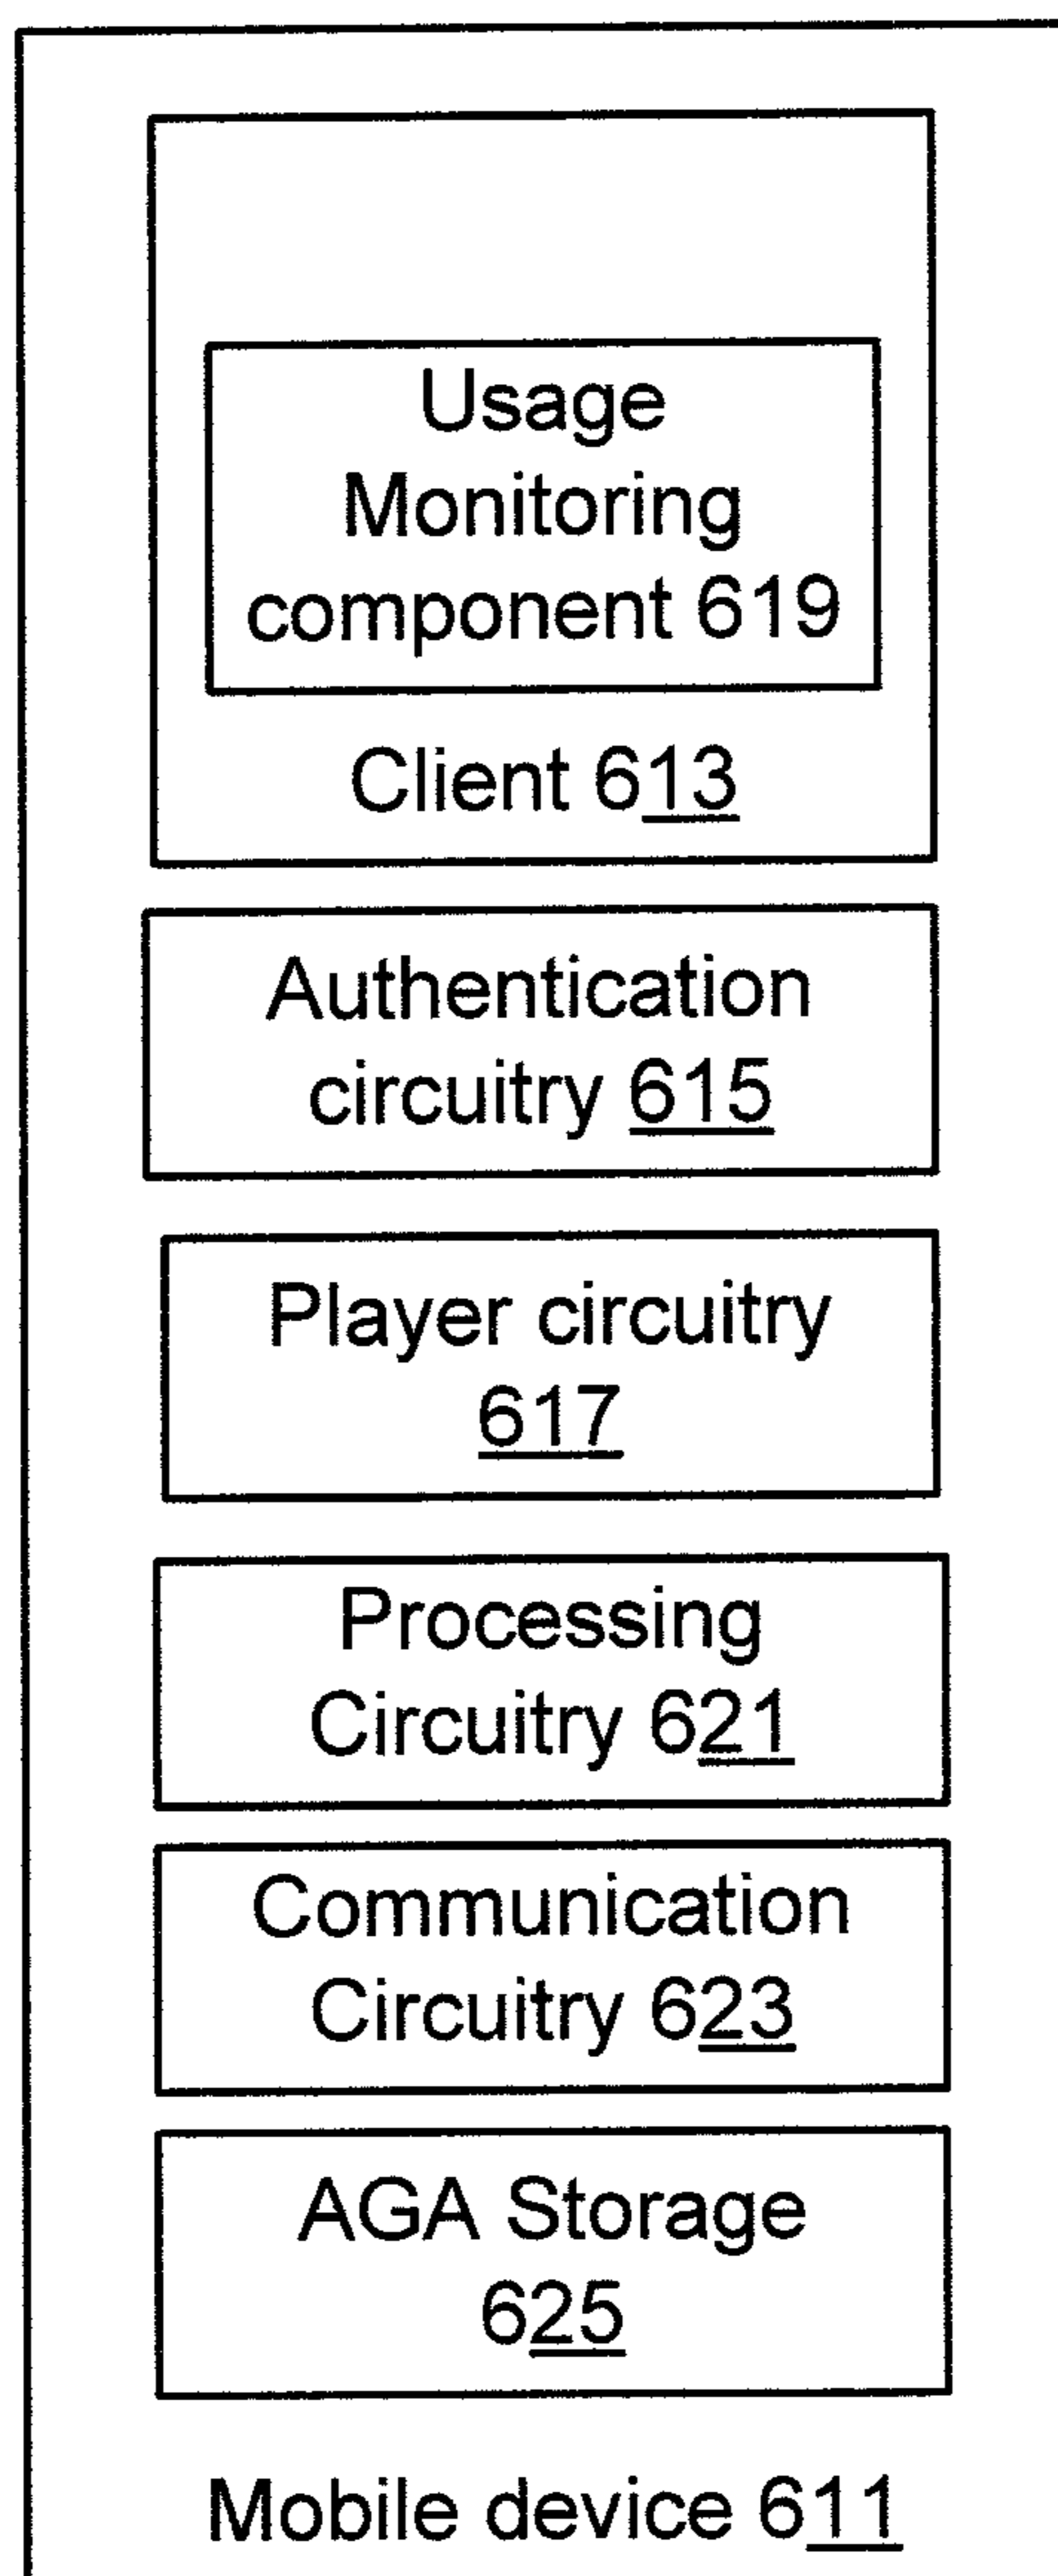 Usage
Monitoring
component 619
Client 613
Authentication
circuitry 615
Player circuitry
617
Processing
Circuitry 621
Communication
Circuitry 623
AGA Storage
625
Mobile device 611